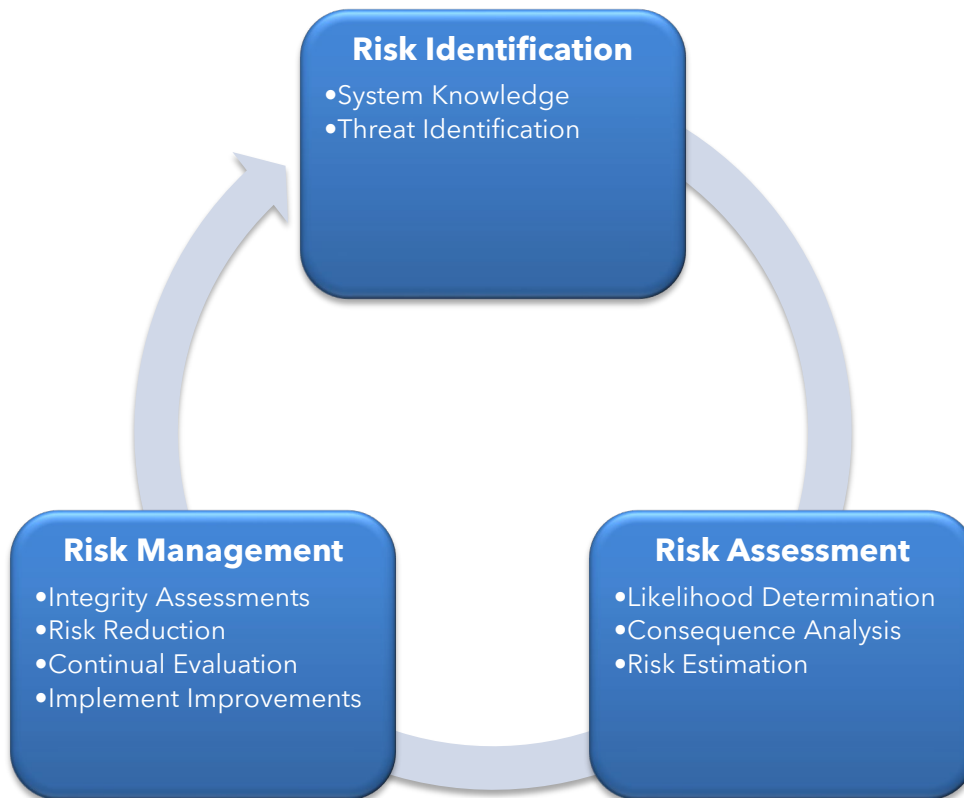 Risk Identification
•System Knowledge
•Threat Identification
Risk Management
•Integrity Assessments
•Risk Reduction
•Continual Evaluation
•Implement Improvements
Risk Assessment
•Likelihood Determination
•Consequence Analysis
•Risk Estimation